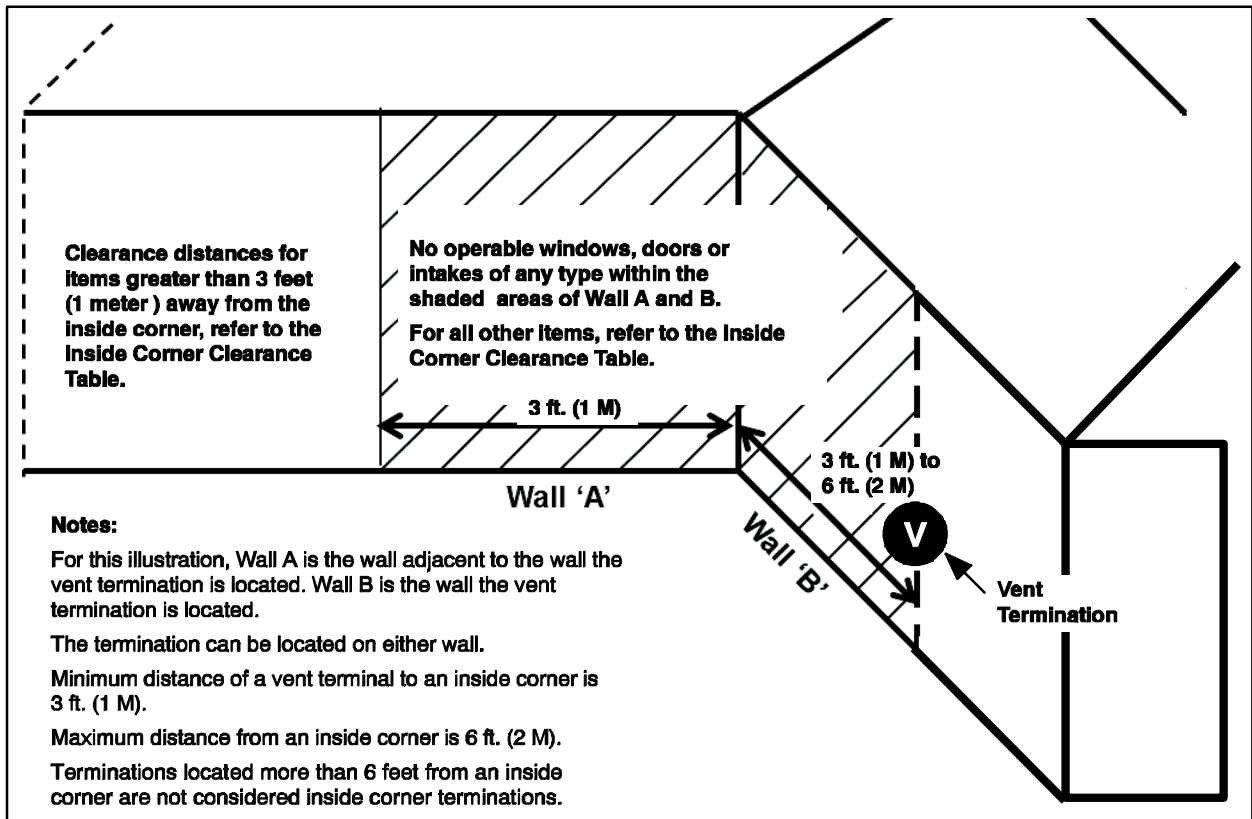 Clearance distances for
items greater than 3 feet
(1 meter ) away from the
inside corner, refer to the
Inside Corner Clearance
Table.
No operable windows, doors or
intakes of any type within the
shaded areas of Wall A and B.
For all other items, refer to the Inside
Corner Clearance Table.
3 ft. (1 M)
3 ft. (1 M) to
6 ft. (2 M)
Wall ‘A’
Wall ‘B’
V
Vent
Termination
Notes:
For this illustration, Wall A is the wall adjacent to the wall the
vent termination is located. Wall B is the wall the vent
termination is located.
The termination can be located on either wall.
Minimum distance of a vent terminal to an inside corner is
3 ft. (1 M).
Maximum distance from an inside corner is 6 ft. (2 M).
Terminations located more than 6 feet from an inside
corner are not considered inside corner terminations.